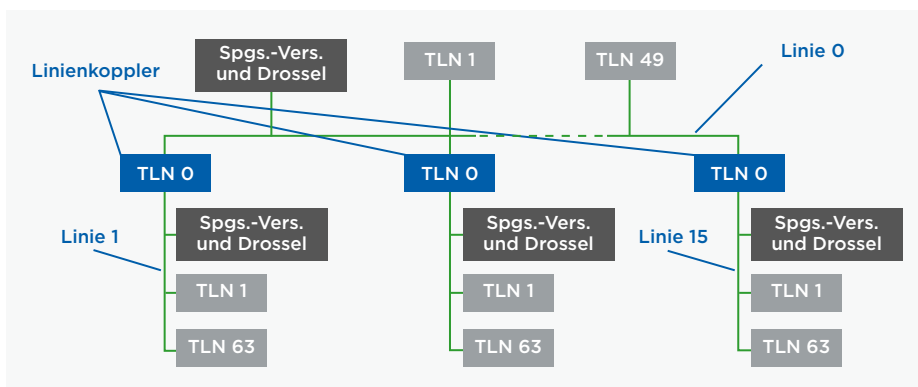 Spgs.-Vers.
und Drossel
TLN 1
TLN 49
Linie 0
Linienkoppler
TLN 0
TLN 0
TLN 0
Linie 1
Spgs.-Vers.
und Drossel
Spgs.-Vers.
und Drossel
Linie 15
Spgs.-Vers.
und Drossel
TLN 1
TLN 1
TLN 1
TLN 63
TLN 63
TLN 63